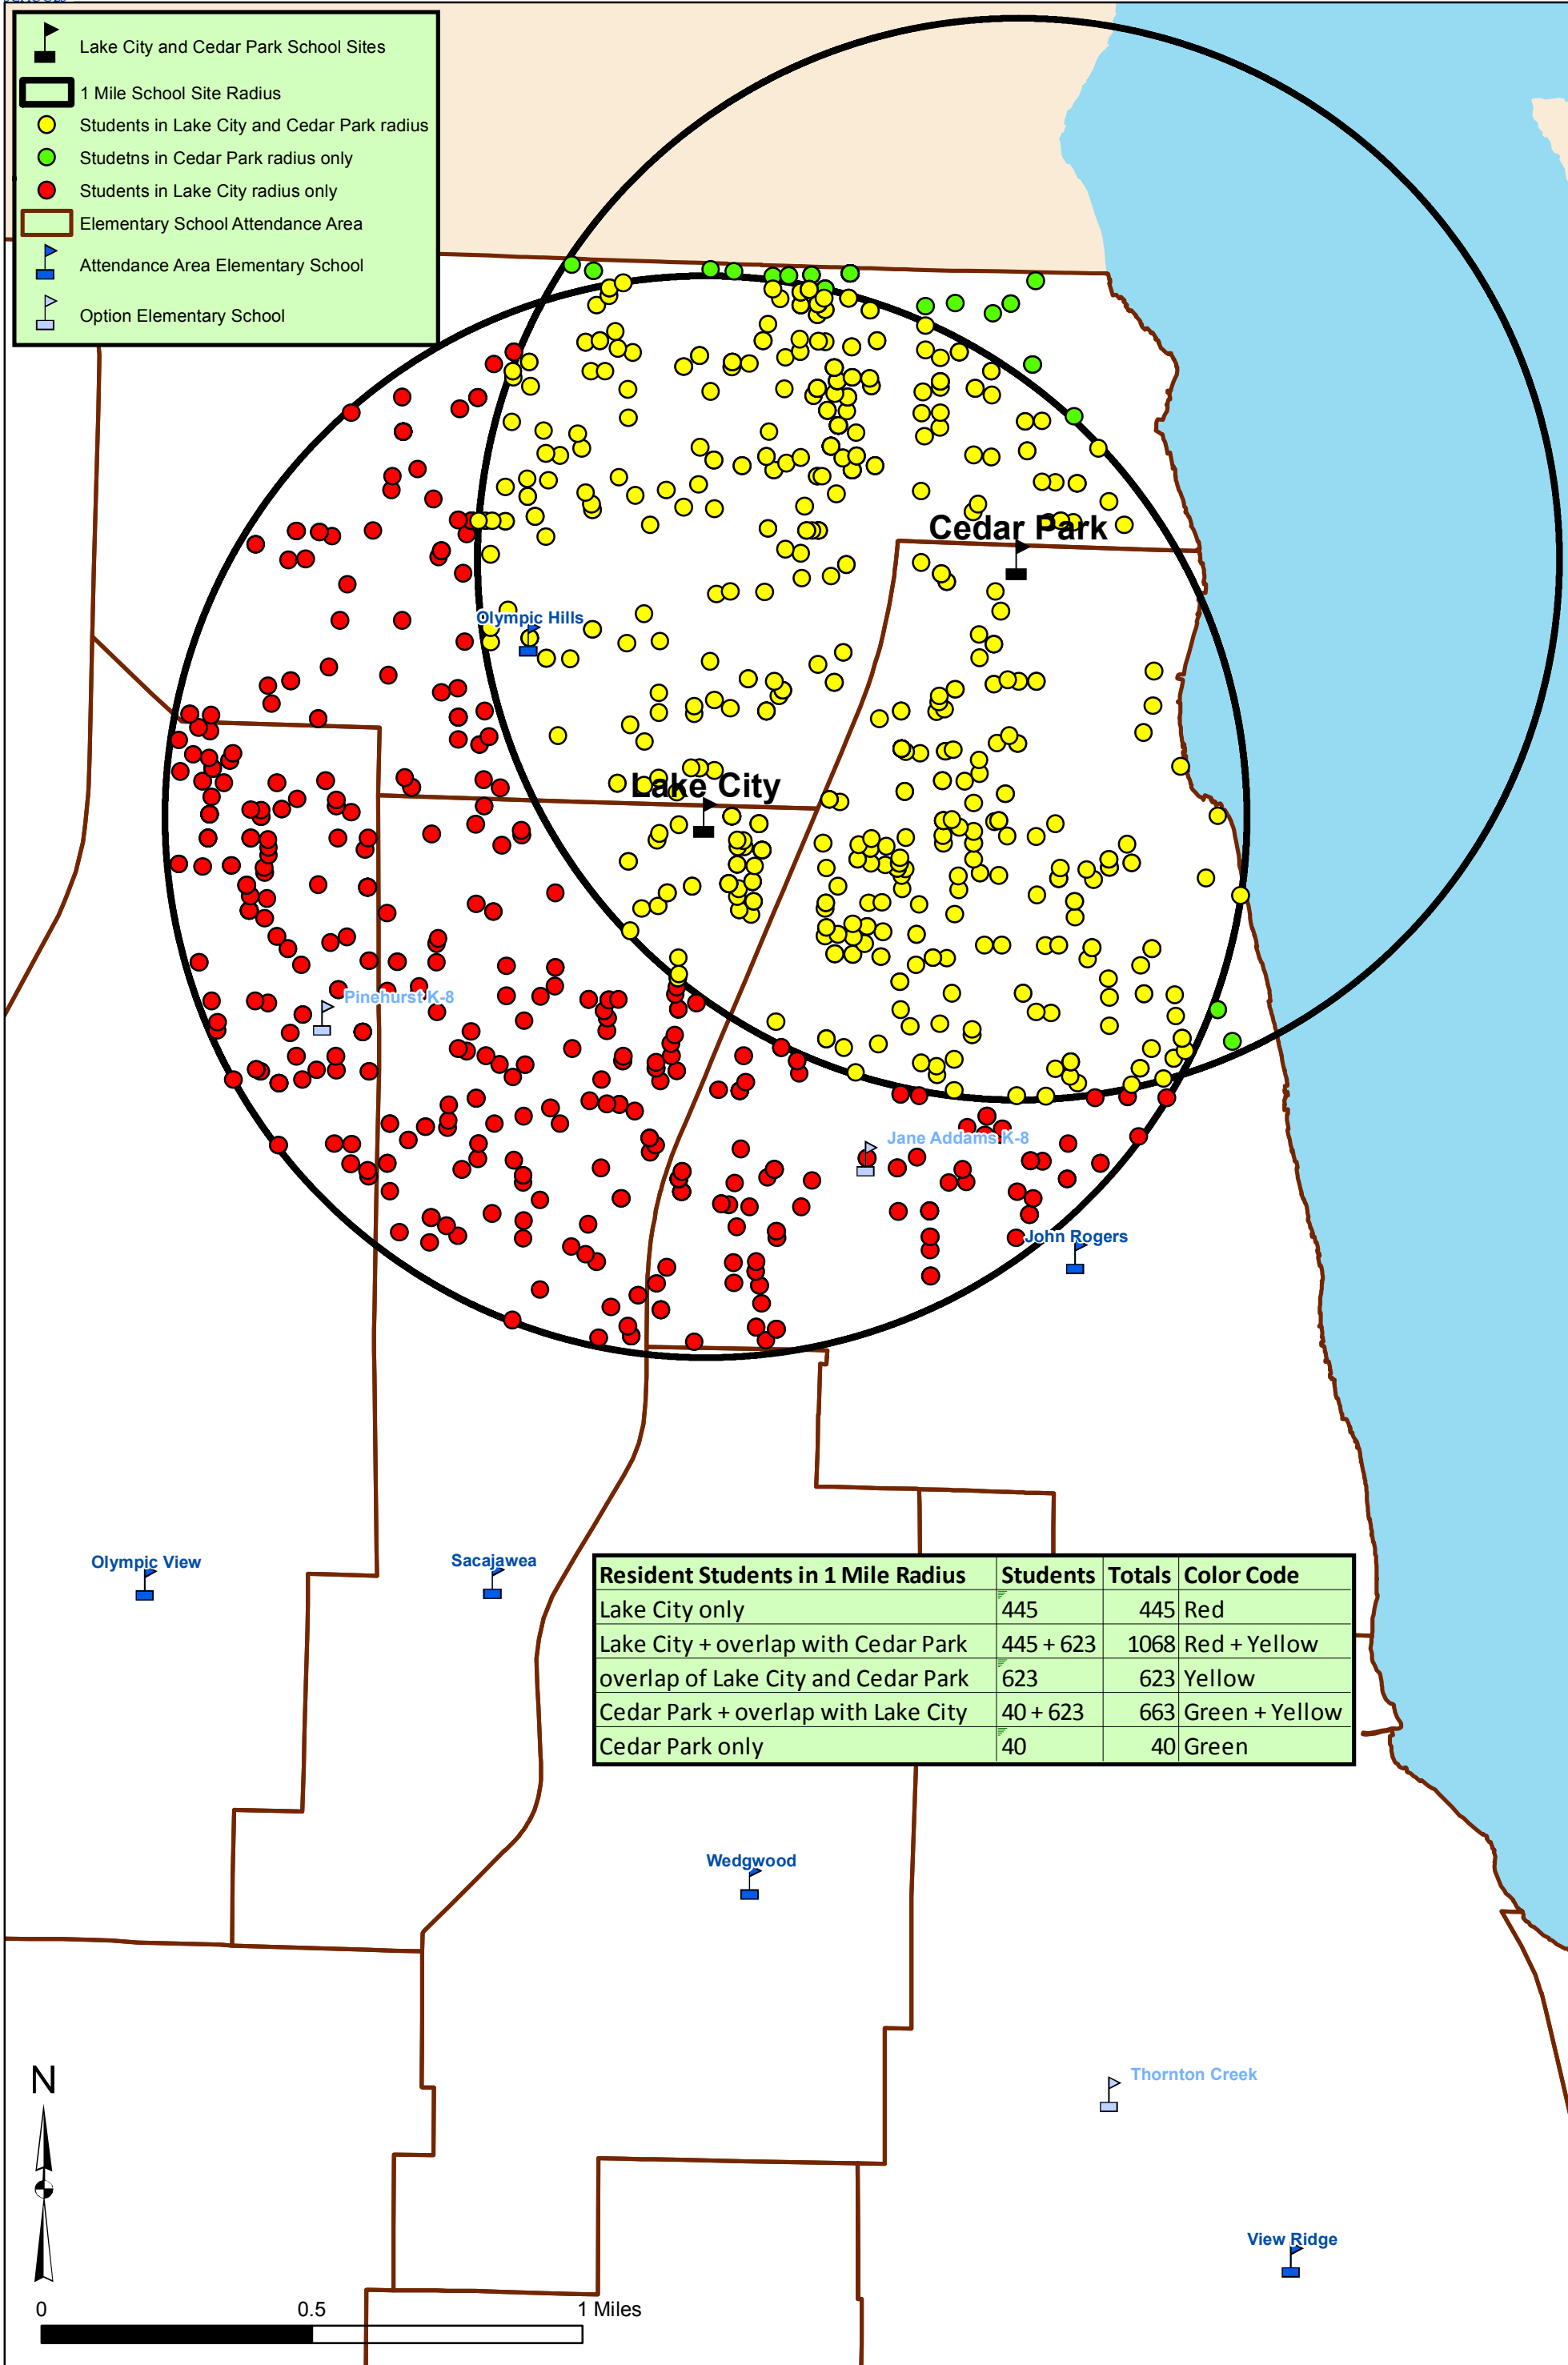 Lake City and Cedar Park School Sites
1 Mile School Site Radius
Students in Lake City and Cedar Park radius
Studetns in Cedar Park radius only
Students in Lake City radius only
Elementary School Attendance Area
Attendance Area Elementary School
Option Elementary School
Cedar Park
Olympic Hills
Lake City
Pinehurst K-8
Jane Addams K-8
John Rogers
Olympic View
Sacajawea
Resident Students in 1 Mile Radius Students Totals Color Code
Lake City only 445 445 Red
Lake City + overlap with Cedar Park 445 + 623 1068 Red + Yellow
overlap of Lake City and Cedar Park 623 623 Yellow
Cedar Park + overlap with Lake City 40 + 623 663 Green + Yellow
Cedar Park only 40 40 Green
Wedgwood
N
Thornton Creek
View Ridge
0 0.5 1 Miles